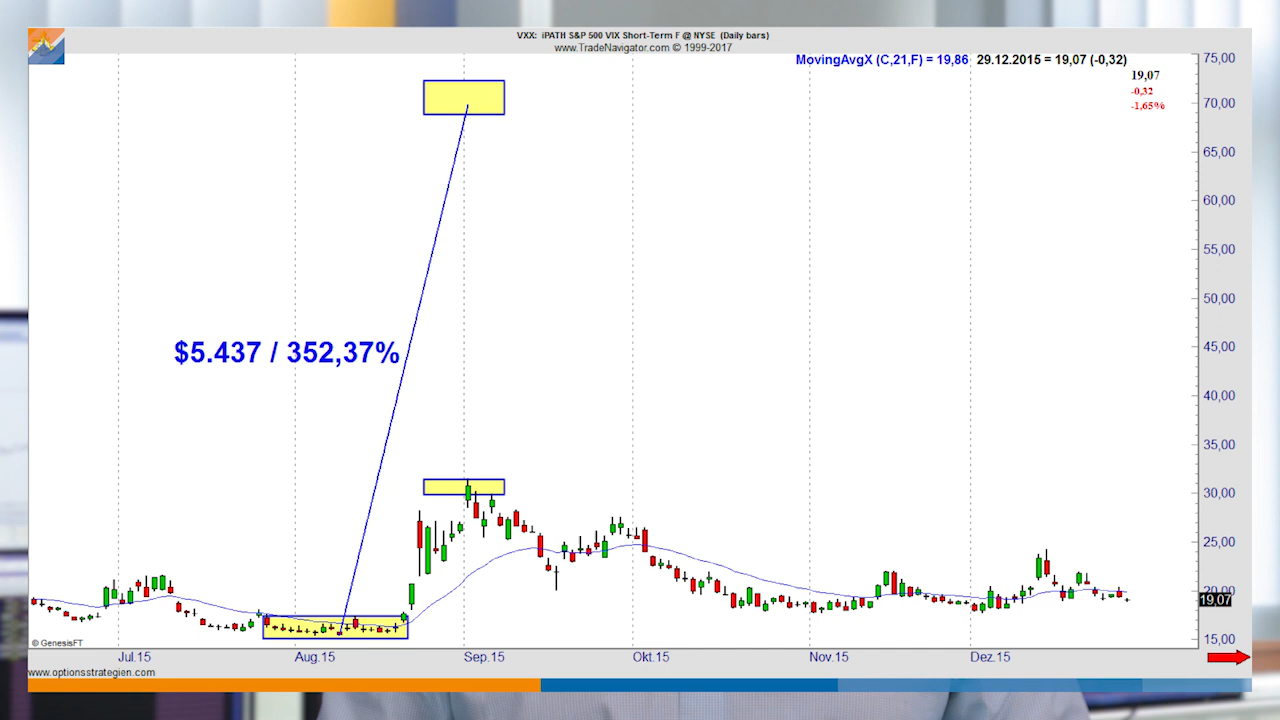 VXX: iPATH S&P 500 VIX Short-Term F @ NYSE (Daily bars)
www.TradeNavigator.com © 1999-2017
MovingAvgX (C,21,F) = 19,86 29.12.2015 = 19,07 (-0,32)
19,07
-0,32
-1,65%
75,00
70,00
65,00
60,00
55,00
50,00
45,00
40,00
35,00
30,00
25,00
20,00
19,07
15,00
$5.437 / 352,37%
© GenesisFT
Jul.15 Aug.15 Sep.15 Okt.15 Nov.15 Dez.15
www.optionsstrategien.com